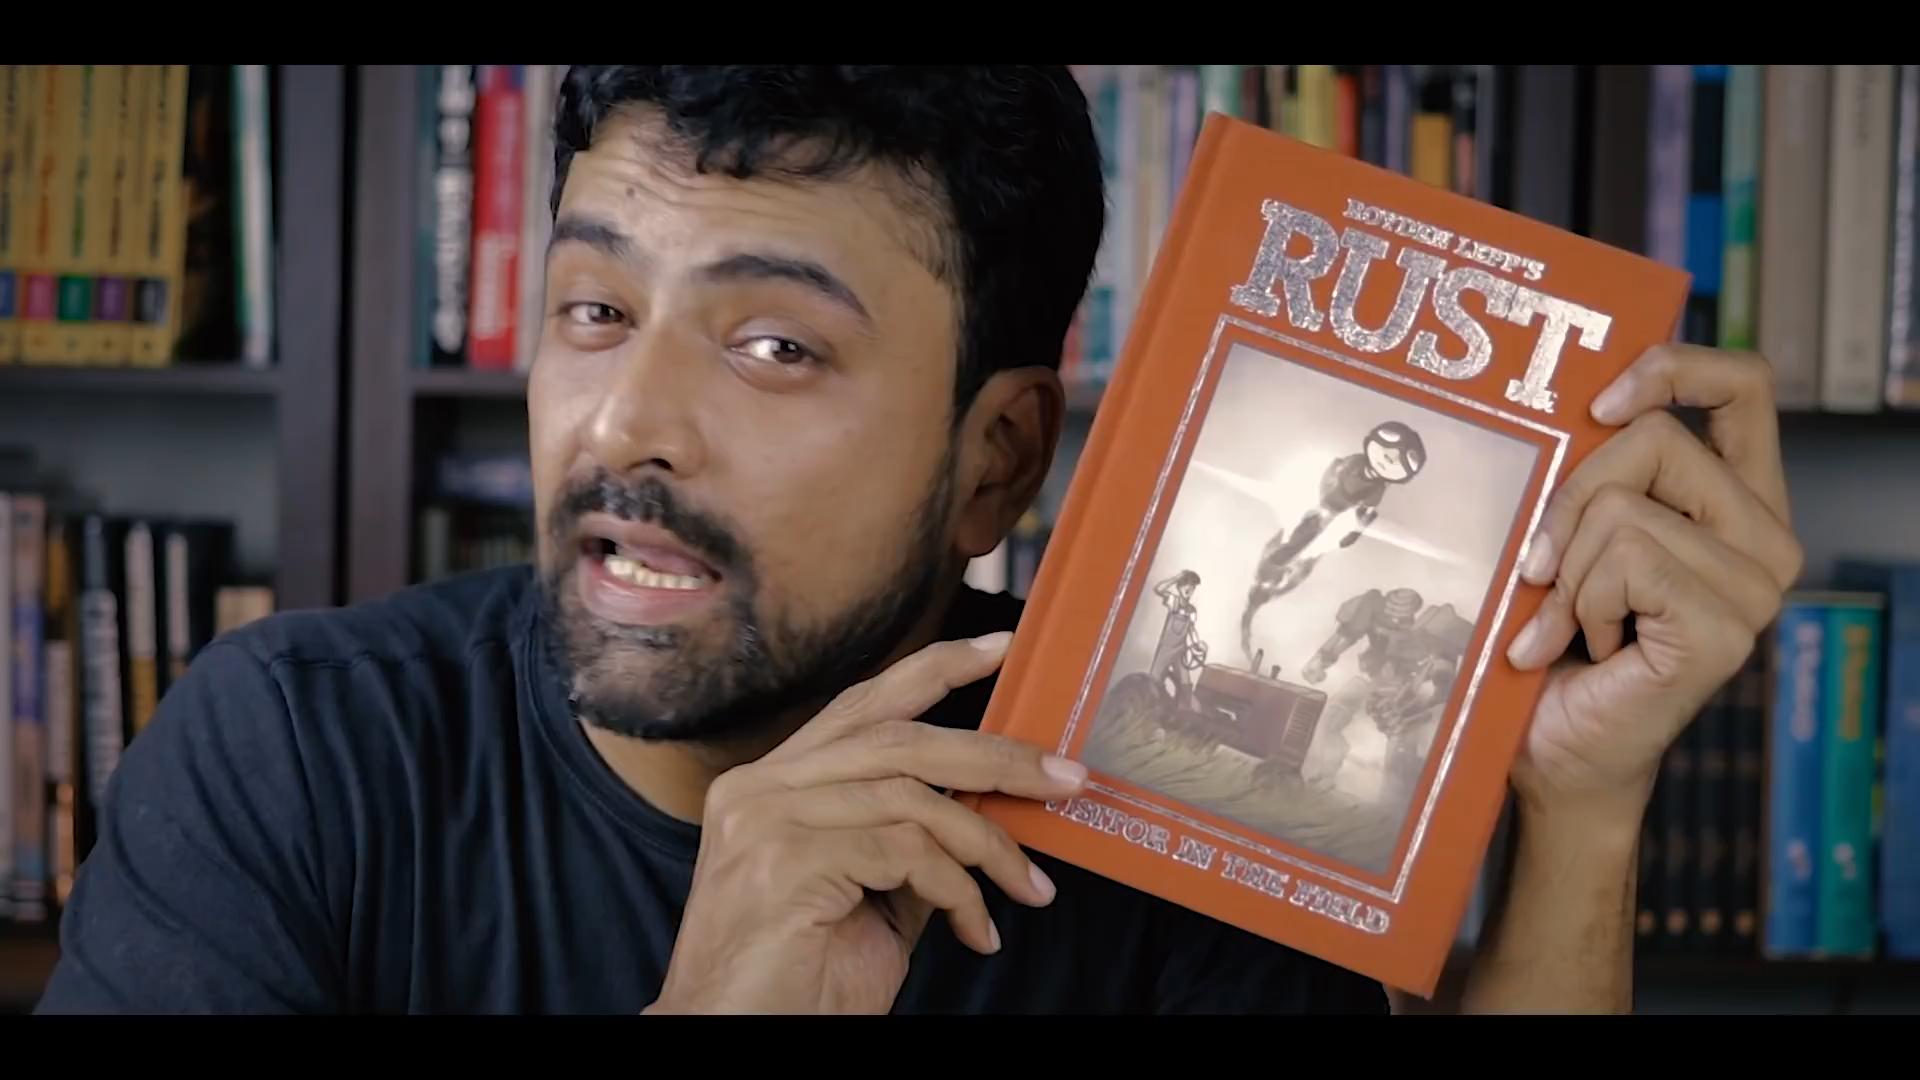 ROYDEN LEPP'S
RUST
VISITOR IN THE FIELD